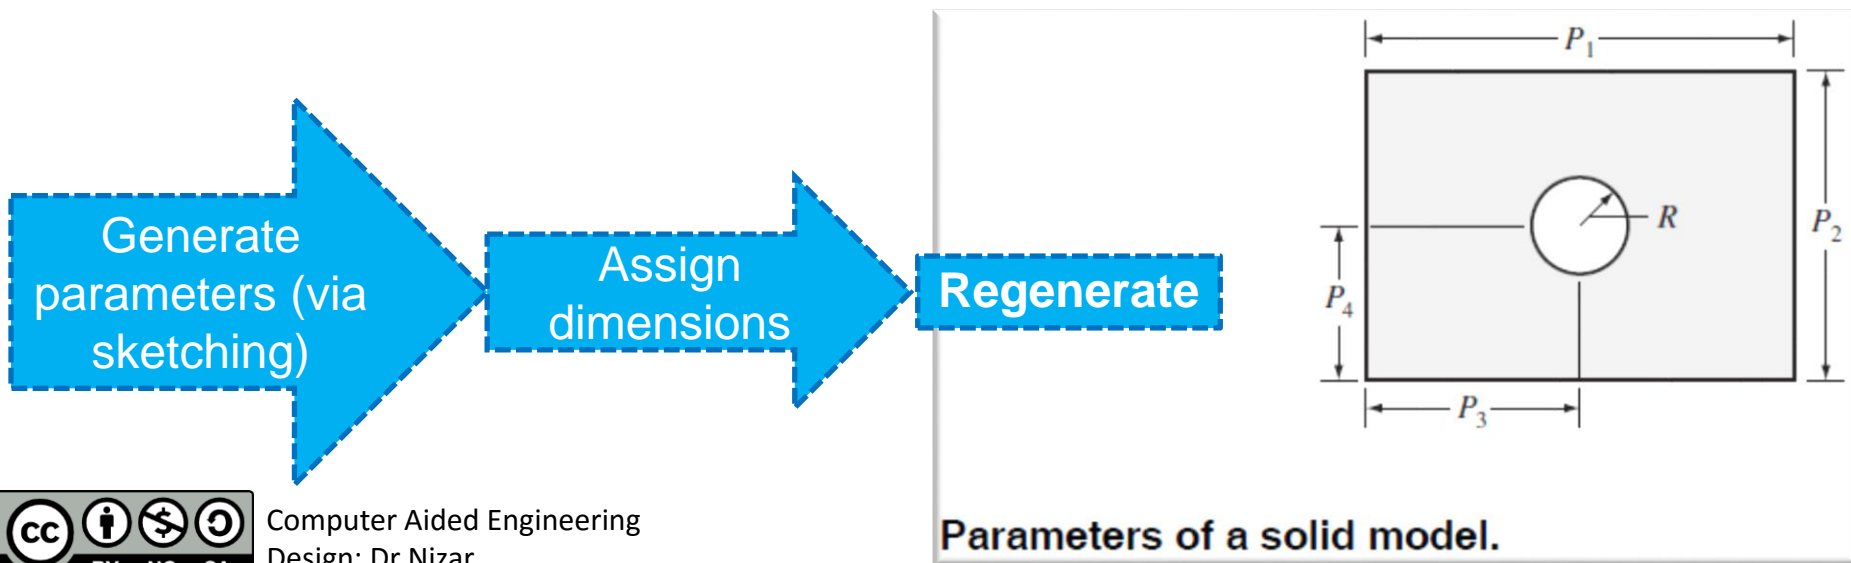 Generate
parameters (via
sketching)
Assign
dimensions
Regenerate
P1
R
P2
P4
P3
Parameters of a solid model.
cc
Computer Aided Engineering
Design: Dr Nizar